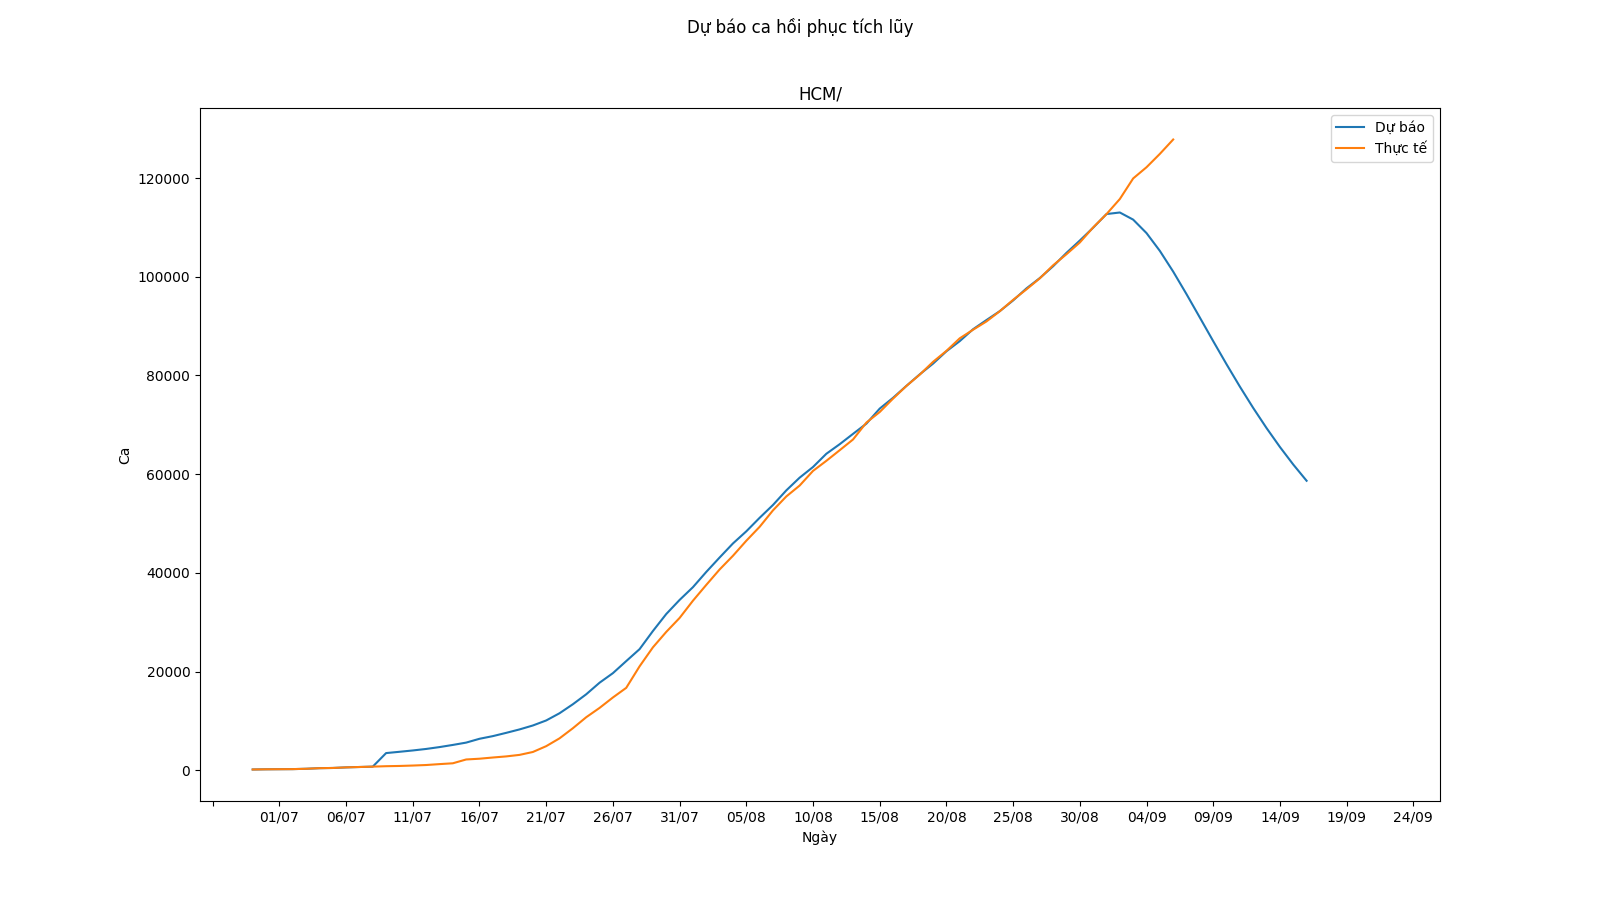 Dự báo ca hồi phục tích lũy
HCM/
Dự báo
Thực tế
120000
100000
80000
60000
40000
20000
0
Ca
01/07 06/07 11/07 16/07 21/07 26/07 31/07 05/08 10/08 15/08 20/08 25/08 30/08 04/09 09/09 14/09 19/09 24/09
Ngày